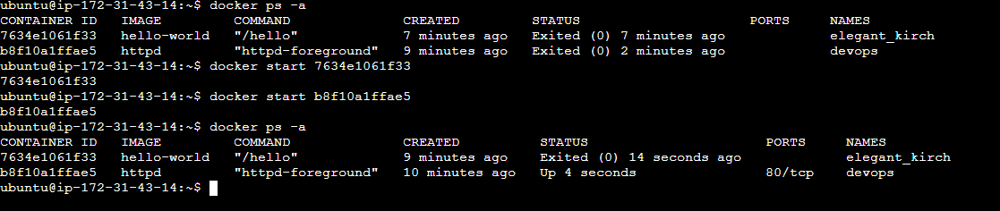 ubuntu@ip-172-31-43-14:~$ docker ps -a
CONTAINER ID   IMAGE         COMMAND              CREATED         STATUS                     PORTS     NAMES
7634e1061f33   hello-world   "/hello"             7 minutes ago   Exited (0) 7 minutes ago             elegant_kirch
b8f10a1ffae5   httpd         "httpd-foreground"   9 minutes ago   Exited (0) 2 minutes ago             devops
ubuntu@ip-172-31-43-14:~$ docker start 7634e1061f33
7634e1061f33
ubuntu@ip-172-31-43-14:~$ docker start b8f10a1ffae5
b8f10a1ffae5
ubuntu@ip-172-31-43-14:~$ docker ps -a
CONTAINER ID   IMAGE         COMMAND              CREATED          STATUS                      PORTS     NAMES
7634e1061f33   hello-world   "/hello"             9 minutes ago    Exited (0) 14 seconds ago             elegant_kirch
b8f10a1ffae5   httpd         "httpd-foreground"   10 minutes ago   Up 4 seconds                80/tcp    devops
ubuntu@ip-172-31-43-14:~$